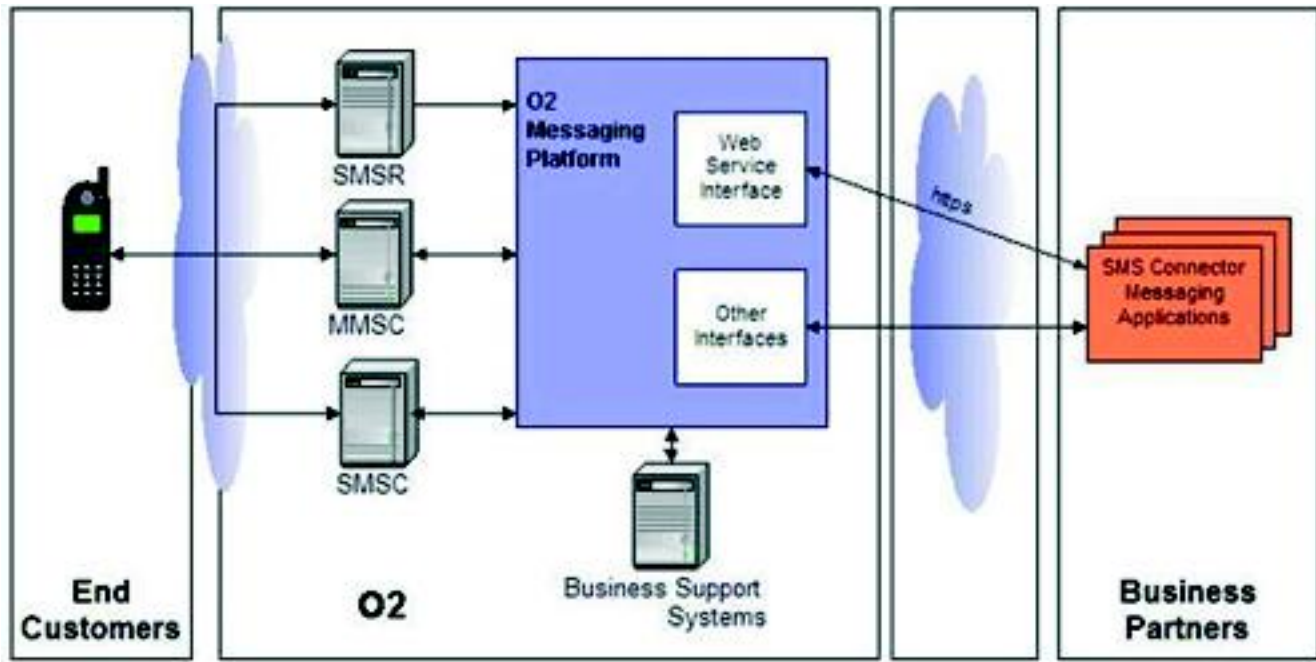 SMSR
MMSC
SMSC
O2
Messaging
Platform
Web
Service
Interface
Other
Interfaces
https
SMS Connector
Messaging
Applications
Business Support
Systems
End
Customers
O2
Business
Partners